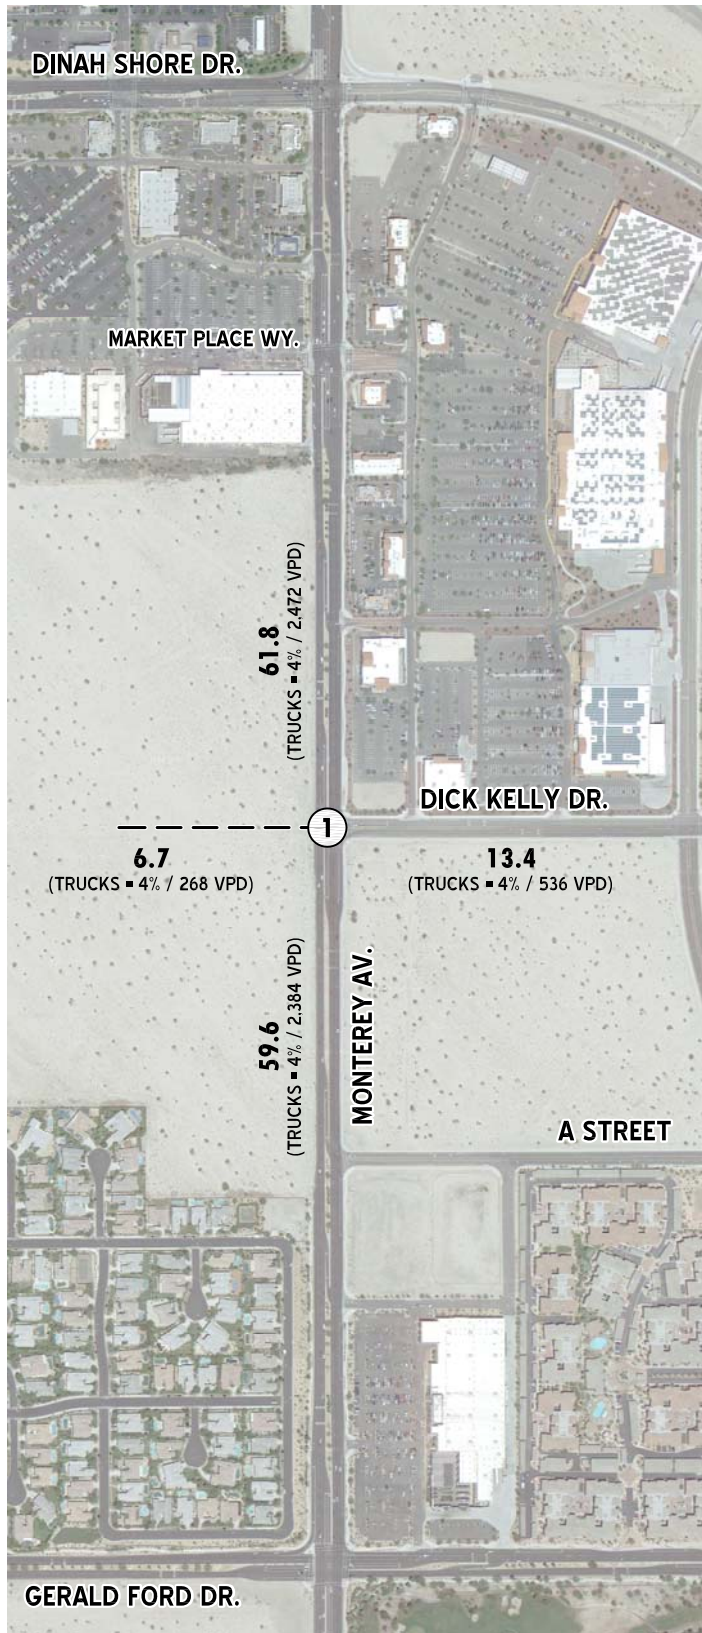 DINAH SHORE DR.
MARKET PLACE WY.
61.8
(TRUCKS = 4% / 2,472 VPD)
DICK KELLY DR.
1
6.7
(TRUCKS = 4% / 268 VPD)
13.4
(TRUCKS = 4% / 536 VPD)
59.6
(TRUCKS = 4% / 2,384 VPD)
MONTEREY AV.
A STREET
GERALD FORD DR.